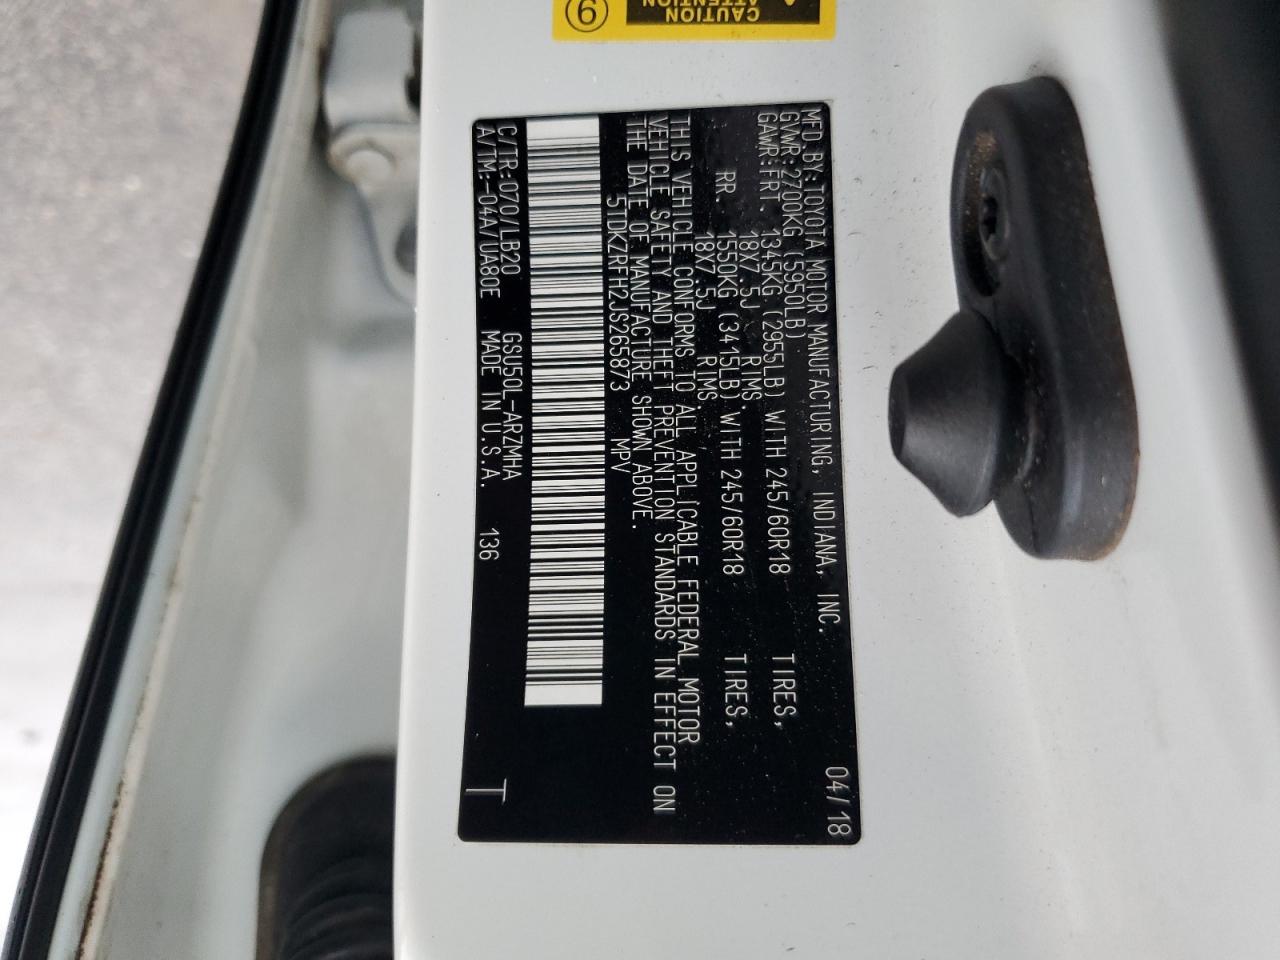 6
CAUTION
ATTENTION
MFD BY:TOYOTA MOTOR MANUFACTURING, INDIANA, INC. 04/18
GVWR:2700KG (5950LB)
GAWR:FRT. 1345KG (2955LB) WITH 245/60R18 TIRES,
18X7.5J RIMS.
RR. 1550KG (3415LB) WITH 245/60R18 TIRES,
18X7.5J RIMS
THIS VEHICLE CONFORMS TO ALL APPLICABLE FEDERAL MOTOR
VEHICLE SAFETY AND THEFT PREVENTION STANDARDS IN EFFECT ON
THE DATE OF MANUFACTURE SHOWN ABOVE.
5TDKZRFH2JS265873 MPV
C/TR:070/LB20 GSU50L-ARZMHA
A/TM:-04A/UA80E MADE IN U.S.A. 136 T